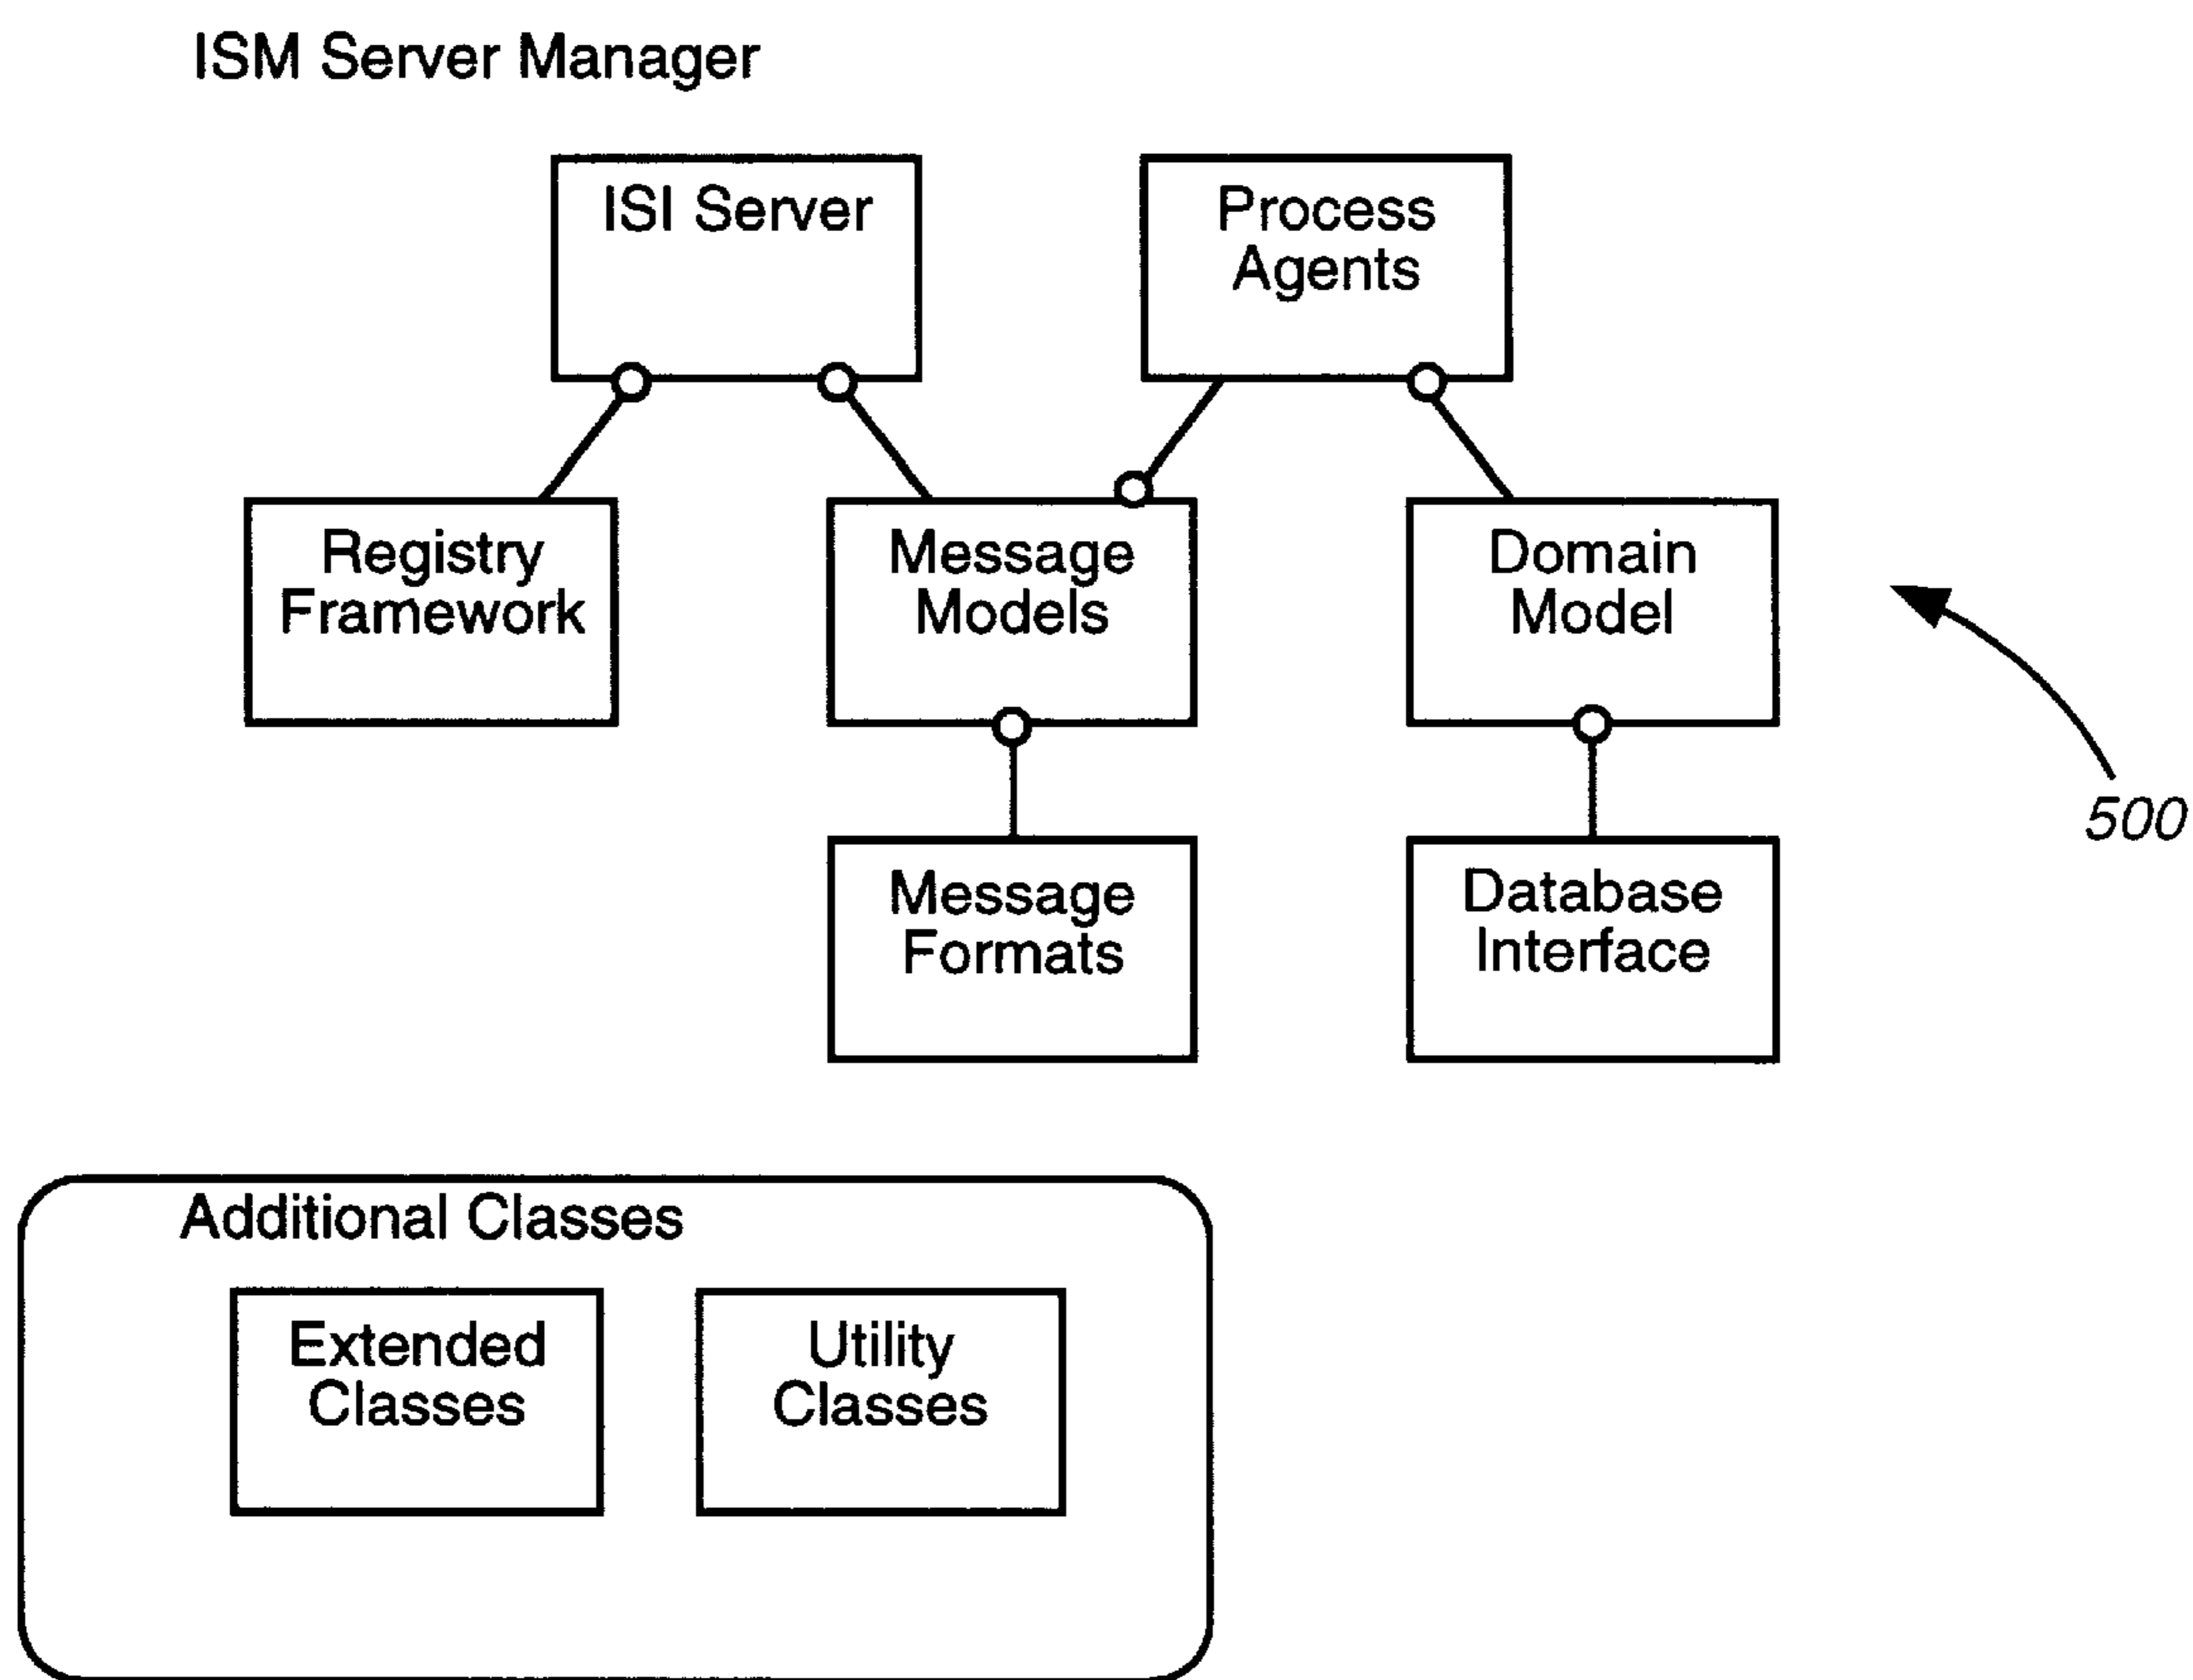 ISM Server Manager
ISI Server
Process
Agents
Registry
Framework
Message
Models
Domain
Model
500
Message
Formats
Database
Interface
Additional Classes
Extended
Classes
Utility
Classes